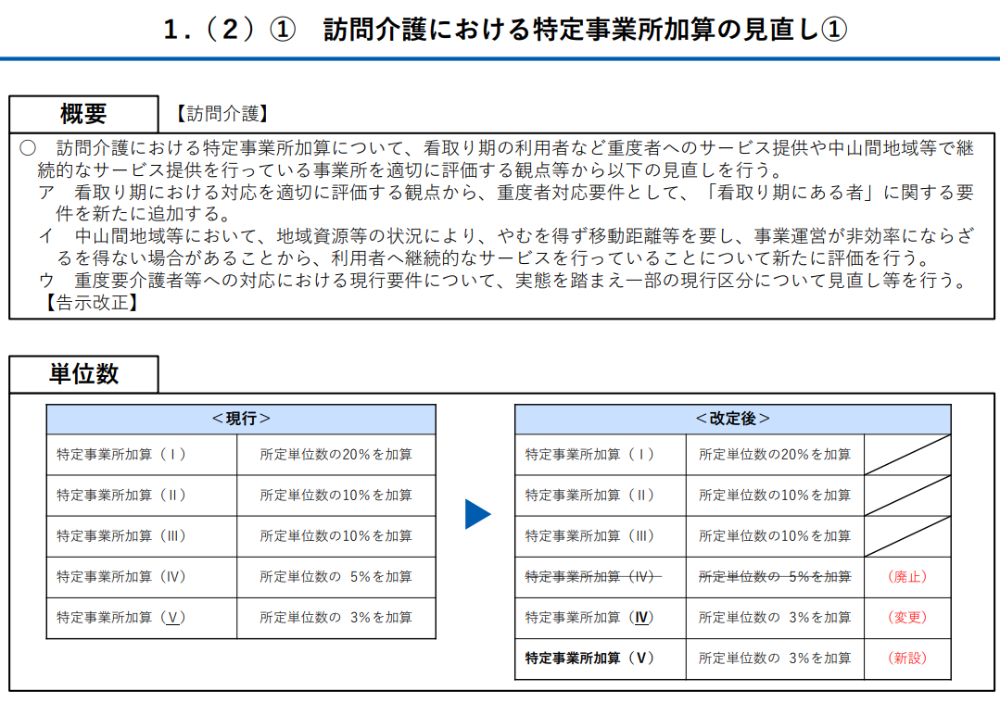 １.（２）①　訪問介護における特定事業所加算の見直し①
概要
【訪問介護】
○　訪問介護における特定事業所加算について、看取り期の利用者など重度者へのサービス提供や中山間地域等で継
続的なサービス提供を行っている事業所を適切に評価する観点等から以下の見直しを行う。
ア　看取り期における対応を適切に評価する観点から、重度者対応要件として、「看取り期にある者」に関する要
件を新たに追加する。
イ　中山間地域等において、地域資源等の状況により、やむを得ず移動距離等を要し、事業運営が非効率にならざ
るを得ない場合があることから、利用者へ継続的なサービスを行っていることについて新たに評価を行う。
ウ　重度要介護者等への対応における現行要件について、実態を踏まえ一部の現行区分について見直し等を行う。
【告示改正】
単位数
＜現行＞
特定事業所加算（Ⅰ）　所定単位数の20％を加算
特定事業所加算（Ⅱ）　所定単位数の10％を加算
特定事業所加算（Ⅲ）　所定単位数の10％を加算
特定事業所加算（Ⅳ）　所定単位数の 5％を加算
特定事業所加算（Ⅴ）　所定単位数の 3％を加算
＜改定後＞
特定事業所加算（Ⅰ）　所定単位数の20％を加算
特定事業所加算（Ⅱ）　所定単位数の10％を加算
特定事業所加算（Ⅲ）　所定単位数の10％を加算
特定事業所加算（Ⅳ）　所定単位数の 5％を加算　（廃止）
特定事業所加算（Ⅳ）　所定単位数の 3％を加算　（変更）
特定事業所加算（Ⅴ）　所定単位数の 3％を加算　（新設）